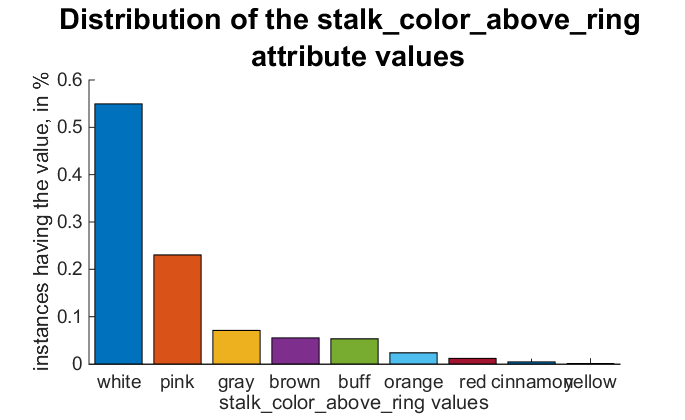 Distribution of the stalk_color_above_ring
attribute values
instances having the value, in %
0.6
0.5
0.4
0.3
0.2
0.1
0
white pink gray brown buff orange red cinnamon yellow
stalk_color_above_ring values